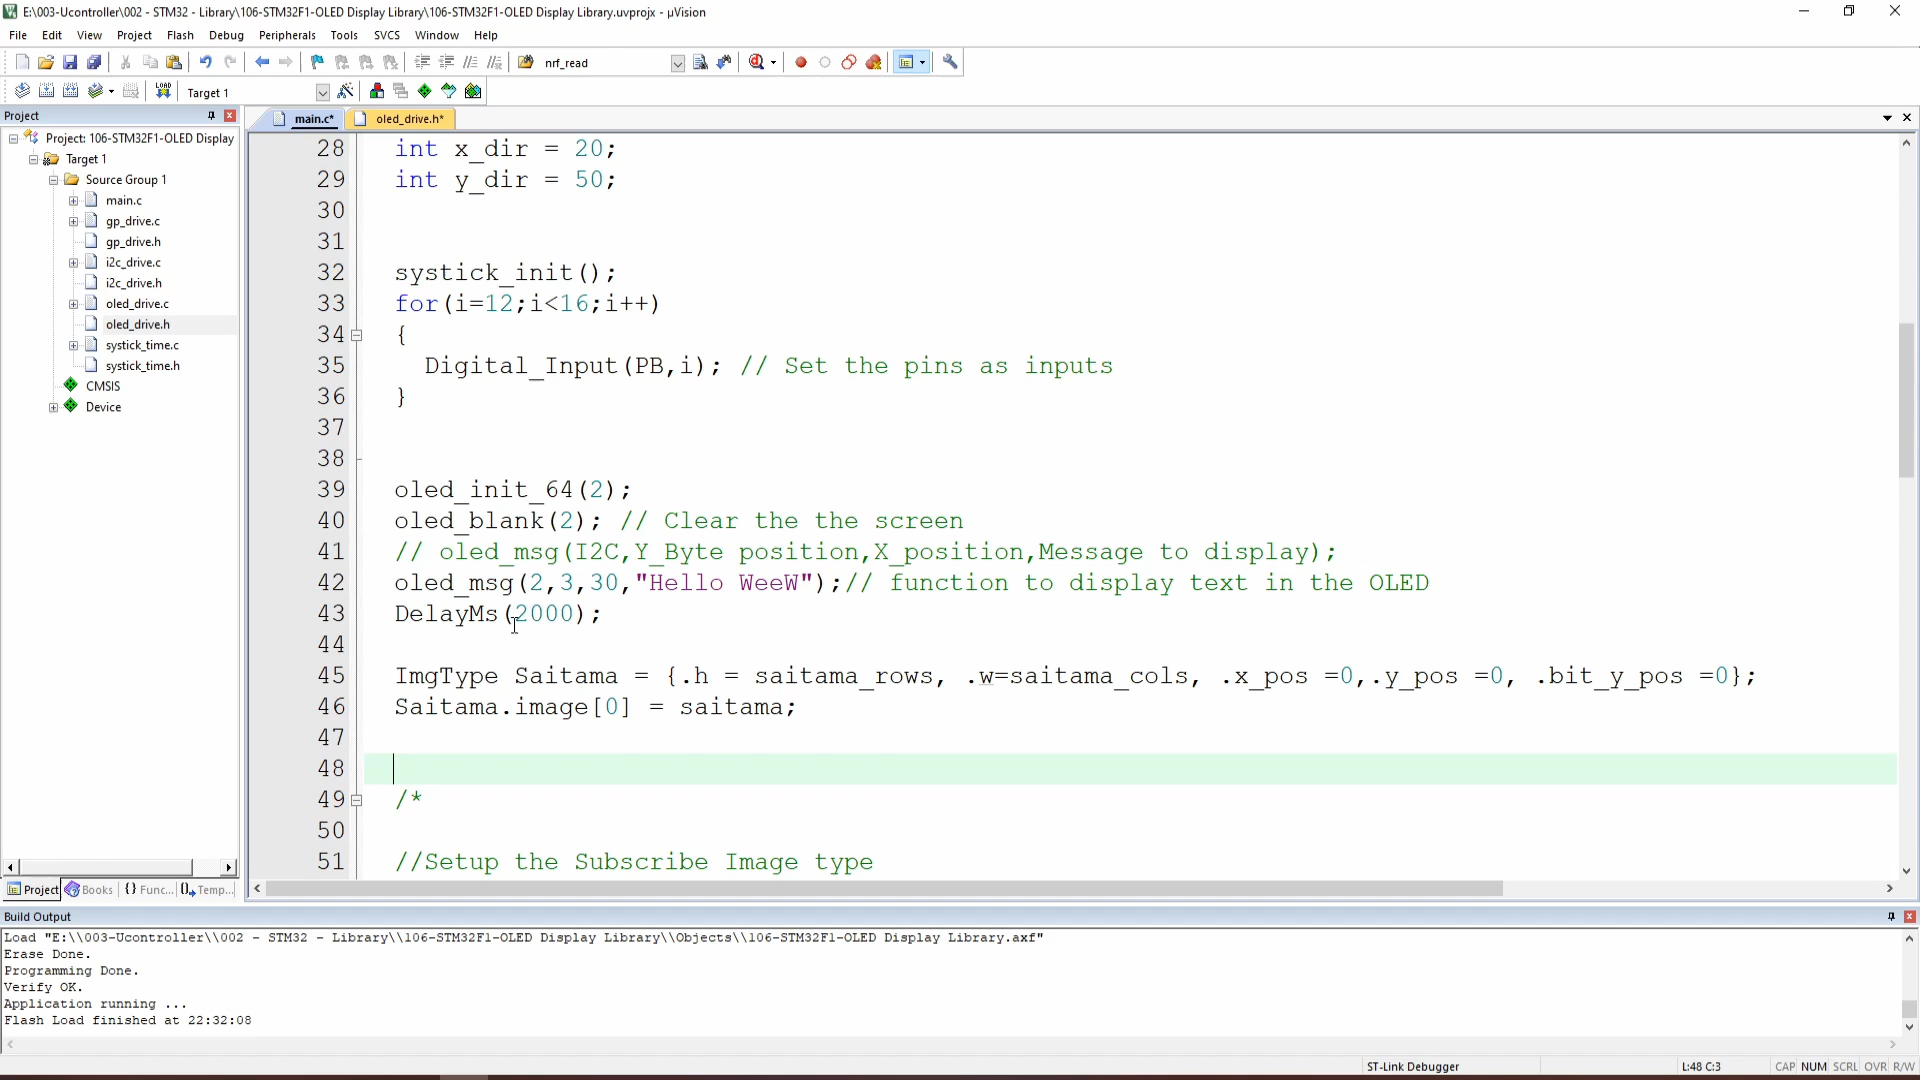 E:\003-Ucontroller\002 - STM32 - Library\106-STM32F1-OLED Display Library\106-STM32F1-OLED Display Library.uvprojx - µVision
File Edit View Project Flash Debug Peripherals Tools SVCS Window Help
nrf_read
LOAD Target 1
Project
main.c* oled_drive.h*
Project: 106-STM32F1-OLED Display
Target 1
Source Group 1
main.c
gp_drive.c
gp_drive.h
i2c_drive.c
i2c_drive.h
oled_drive.c
oled_drive.h
systick_time.c
systick_time.h
CMSIS
Device
Project Books {} Func... Temp...
28 int x_dir = 20;
29 int y_dir = 50;
30
31
32 systick_init();
33 for(i=12;i<16;i++)
34 {
35 Digital_Input(PB,i); // Set the pins as inputs
36 }
37
38
39 oled_init_64(2);
40 oled_blank(2); // Clear the the screen
41 // oled_msg(I2C,Y_Byte position,X_position,Message to display);
42 oled_msg(2,3,30,"Hello WeeW");// function to display text in the OLED
43 DelayMs(2000);
44
45 ImgType Saitama = {.h = saitama_rows, .w=saitama_cols, .x_pos =0,.y_pos =0, .bit_y_pos =0};
46 Saitama.image[0] = saitama;
47
48
49 /*
50
51 //Setup the Subscribe Image type
Build Output
Load "E:\\003-Ucontroller\\002 - STM32 - Library\\106-STM32F1-OLED Display Library\\Objects\\106-STM32F1-OLED Display Library.axf"
Erase Done.
Programming Done.
Verify OK.
Application running ...
Flash Load finished at 22:32:08
ST-Link Debugger L:48 C:3 CAP NUM SCRL OVR R/W